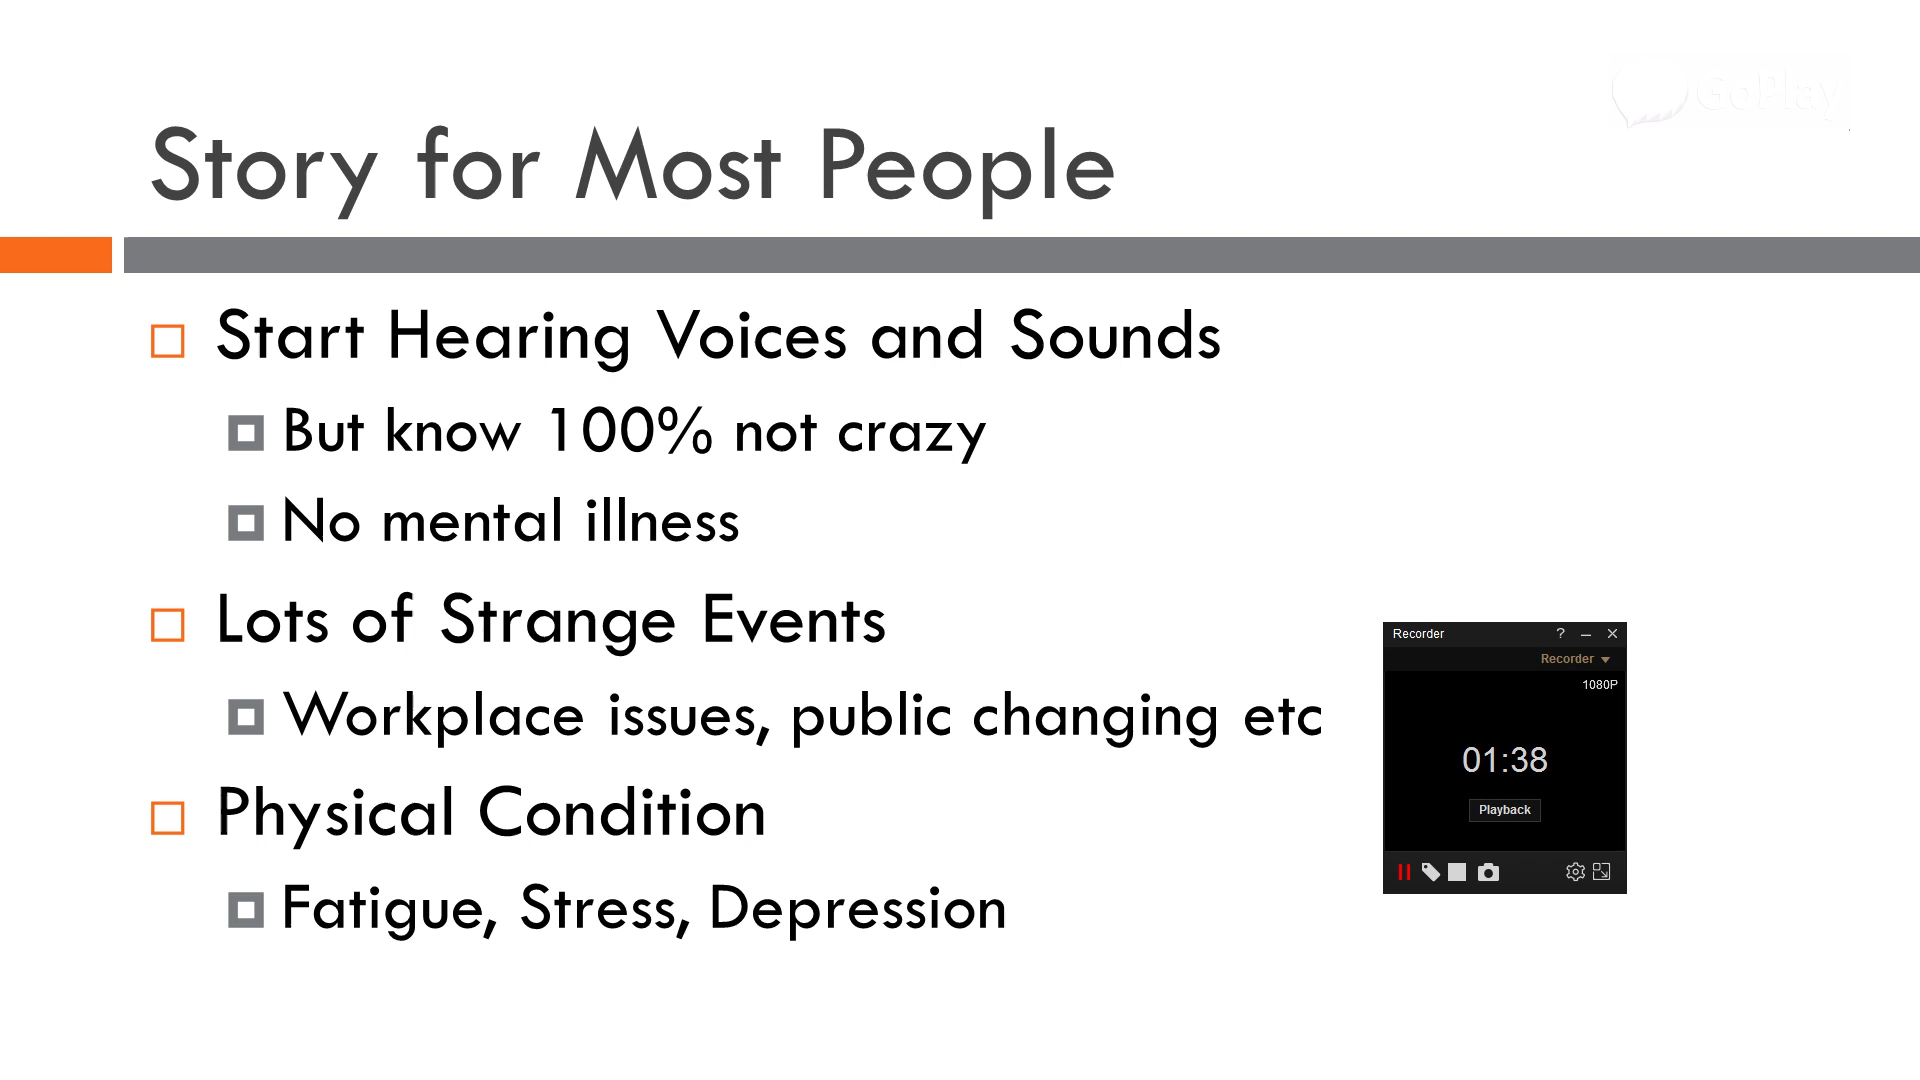 GoPlay
Story for Most People
Start Hearing Voices and Sounds
But know 100% not crazy
No mental illness
Lots of Strange Events
Workplace issues, public changing etc
Physical Condition
Fatigue, Stress, Depression
Recorder ?
Recorder
1080P
01:38
Playback